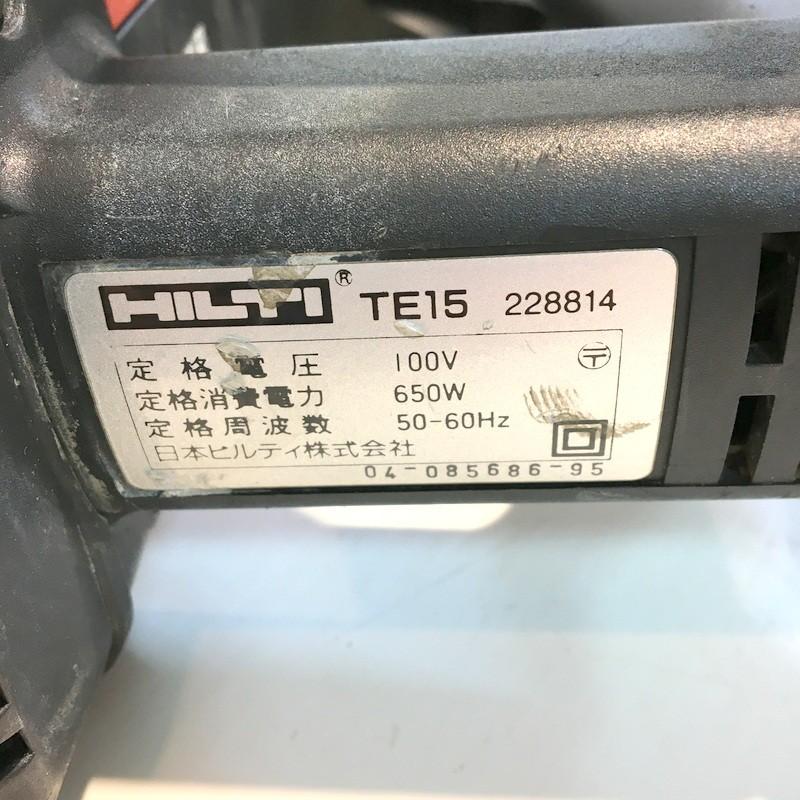 HILTI® TE15 228814
定格電圧 100V 〒
定格消費電力 650W
定格周波数 50-60Hz
日本ヒルティ株式会社
04-085686-95